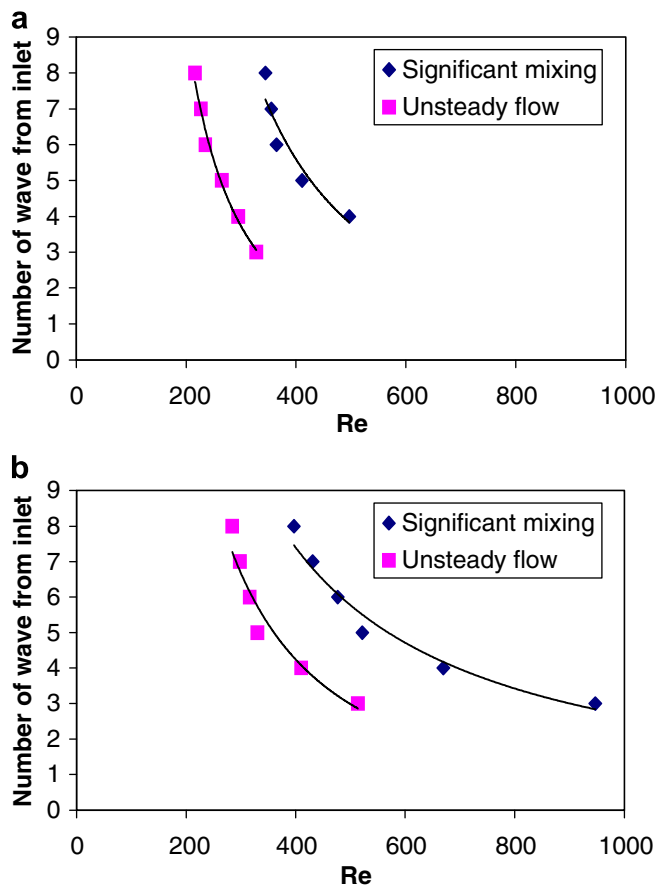 a
9
8
7
6
5
4
3
2
1
0
Number of wave from inlet
Significant mixing
Unsteady flow
0 200 400 600 800 1000
Re
b
9
8
7
6
5
4
3
2
1
0
Number of wave from inlet
Significant mixing
Unsteady flow
0 200 400 600 800 1000
Re